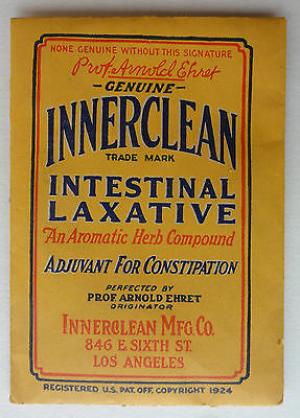 NONE GENUINE WITHOUT THIS SIGNATURE
Prof. Arnold Ehret
-GENUINE-
INNERCLEAN
TRADE MARK
INTESTINAL
LAXATIVE
An Aromatic Herb Compound
ADJUVANT FOR CONSTIPATION
PERFECTED BY
PROF. ARNOLD EHRET
ORIGINATOR
INNERCLEAN MFG. CO.
846 E. SIXTH ST.
LOS ANGELES
REGISTERED U.S. PAT. OFF. COPYRIGHT 1924